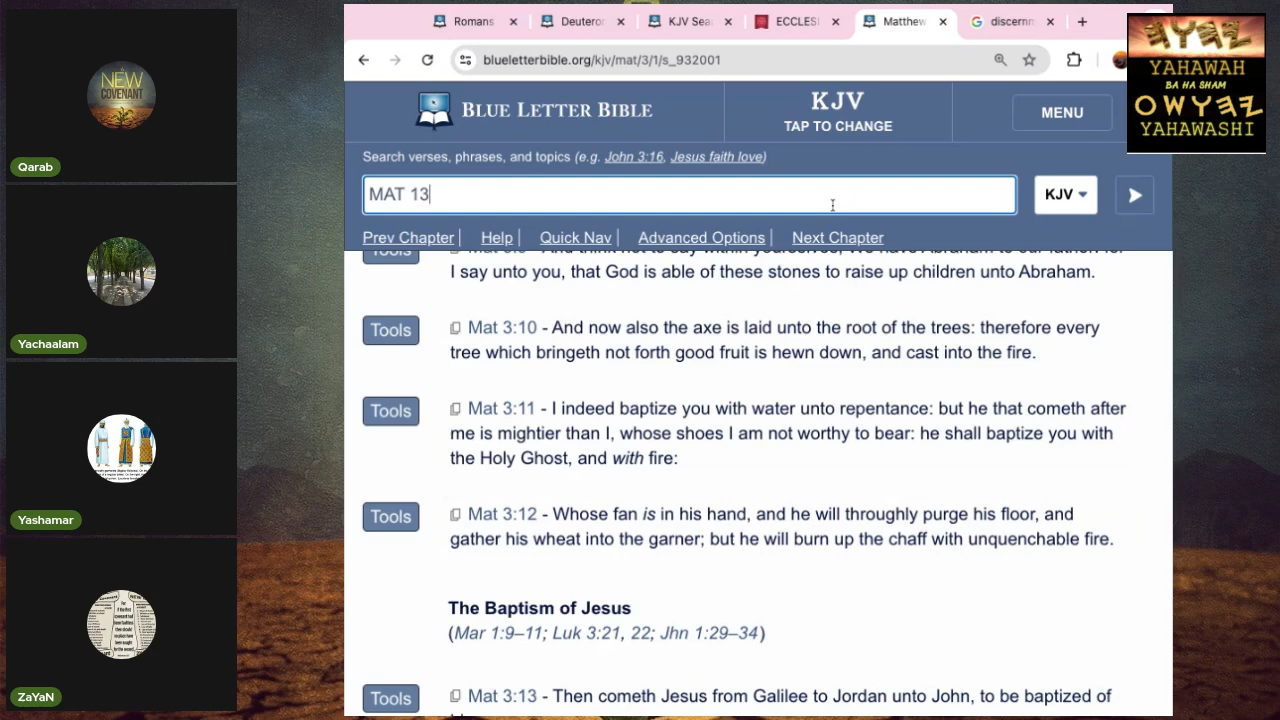 NEW
COVENANT
Qarab
Yachaalam
Yashamar
ZaYaN
Romans
Deuteror
KJV Sea
ECCLESI
Matthew
discernm
blueletterbible.org/kjv/mat/3/1/s_932001
BLUE LETTER BIBLE
KJV
TAP TO CHANGE
MENU
Search verses, phrases, and topics (e.g. John 3:16, Jesus faith love)
MAT 13
KJV
Prev Chapter | Help | Quick Nav | Advanced Options | Next Chapter
Tools
I say unto you, that God is able of these stones to raise up children unto Abraham.
Tools
Mat 3:10 - And now also the axe is laid unto the root of the trees: therefore every
tree which bringeth not forth good fruit is hewn down, and cast into the fire.
Tools
Mat 3:11 - I indeed baptize you with water unto repentance: but he that cometh after
me is mightier than I, whose shoes I am not worthy to bear: he shall baptize you with
the Holy Ghost, and with fire:
Tools
Mat 3:12 - Whose fan is in his hand, and he will throughly purge his floor, and
gather his wheat into the garner; but he will burn up the chaff with unquenchable fire.
The Baptism of Jesus
(Mar 1:9–11; Luk 3:21, 22; Jhn 1:29–34)
Tools
Mat 3:13 - Then cometh Jesus from Galilee to Jordan unto John, to be baptized of
YAHAWAH
BA HA SHAM
YAHAWASHI